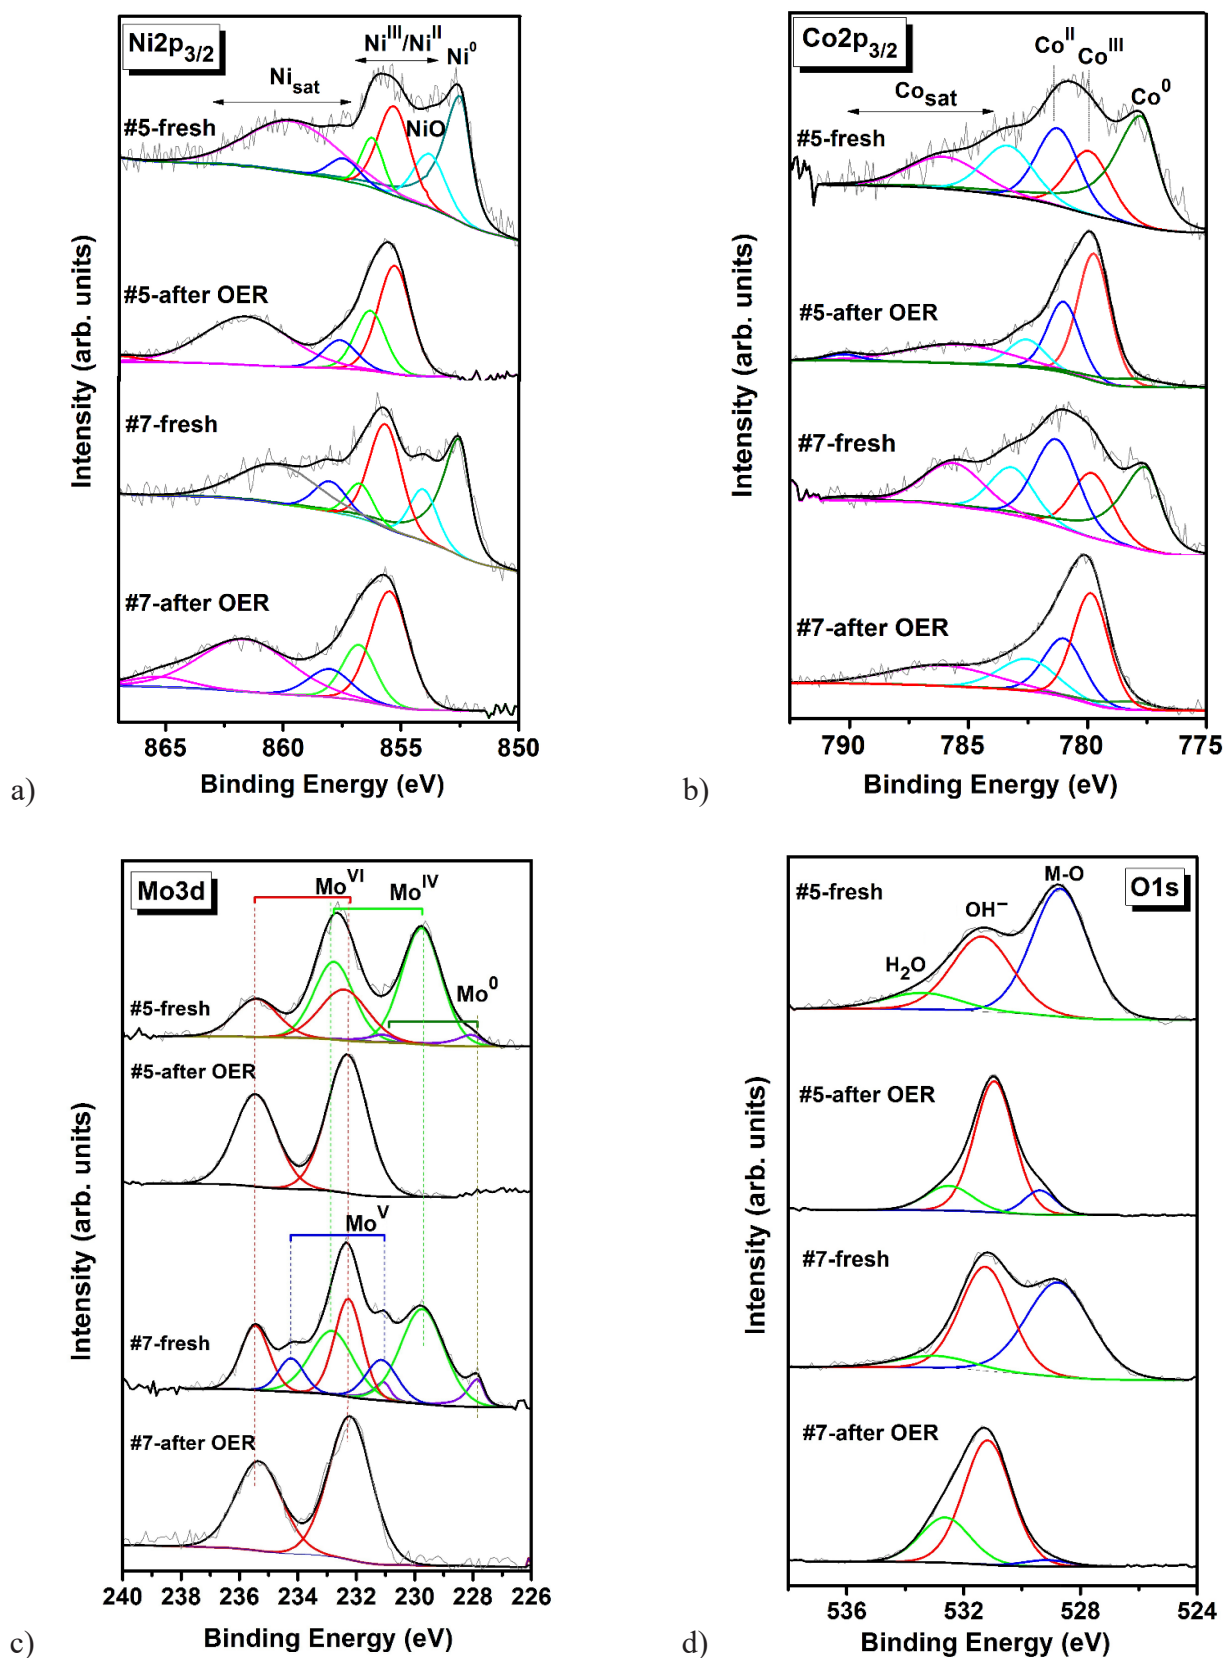 Ni2p3/2
NiIII/NiII
Ni0
Nisat
#5-fresh
NiO
#5-after OER
#7-fresh
#7-after OER
Intensity (arb. units)
865 860 855 850
Binding Energy (eV)
a)
Co2p3/2
CoII
CoIII
Co0
Cosat
#5-fresh
#5-after OER
#7-fresh
#7-after OER
Intensity (arb. units)
790 785 780 775
Binding Energy (eV)
b)
Mo3d
MoVI
MoIV
Mo0
#5-fresh
#5-after OER
MoV
#7-fresh
#7-after OER
Intensity (arb. units)
240 238 236 234 232 230 228 226
Binding Energy (eV)
c)
#5-fresh
M-O
O1s
OH−
H2O
#5-after OER
#7-fresh
#7-after OER
Intensity (arb. units)
536 532 528 524
Binding Energy (eV)
d)